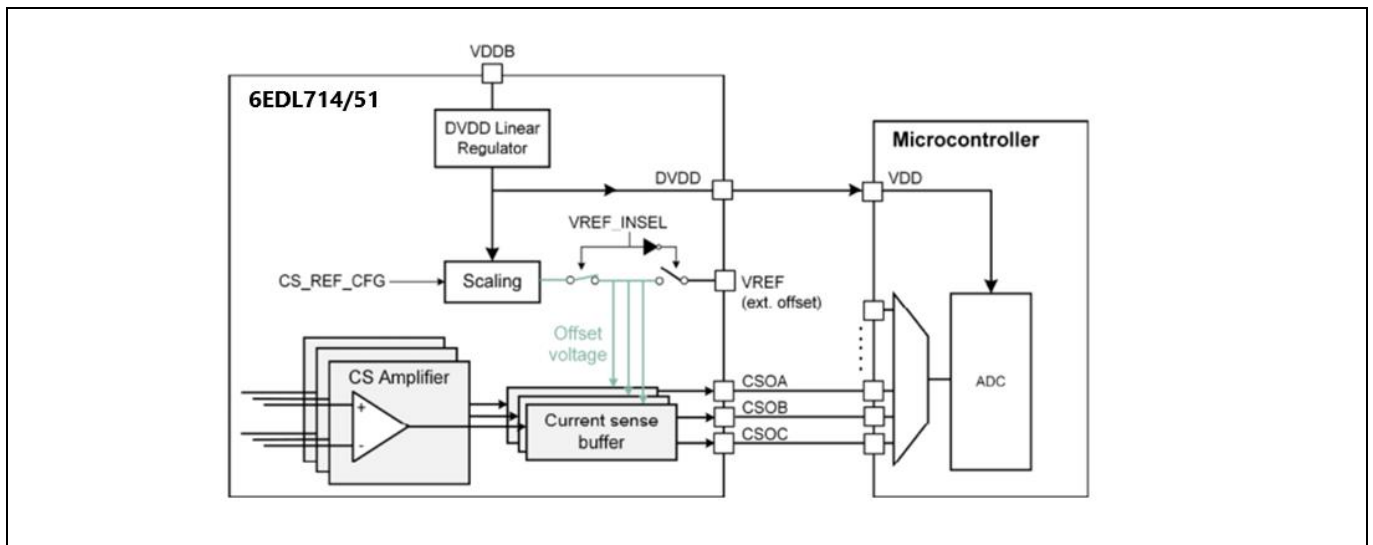 VDDB
6EDL714/51
DVDD Linear
Regulator
Microcontroller
DVDD
VDD
VREF_INSEL
CS_REF_CFG
Scaling
VREF
(ext. offset)
Offset
voltage
CS Amplifier
+
-
CSOA
ADC
Current sense
buffer
CSOB
CSOC